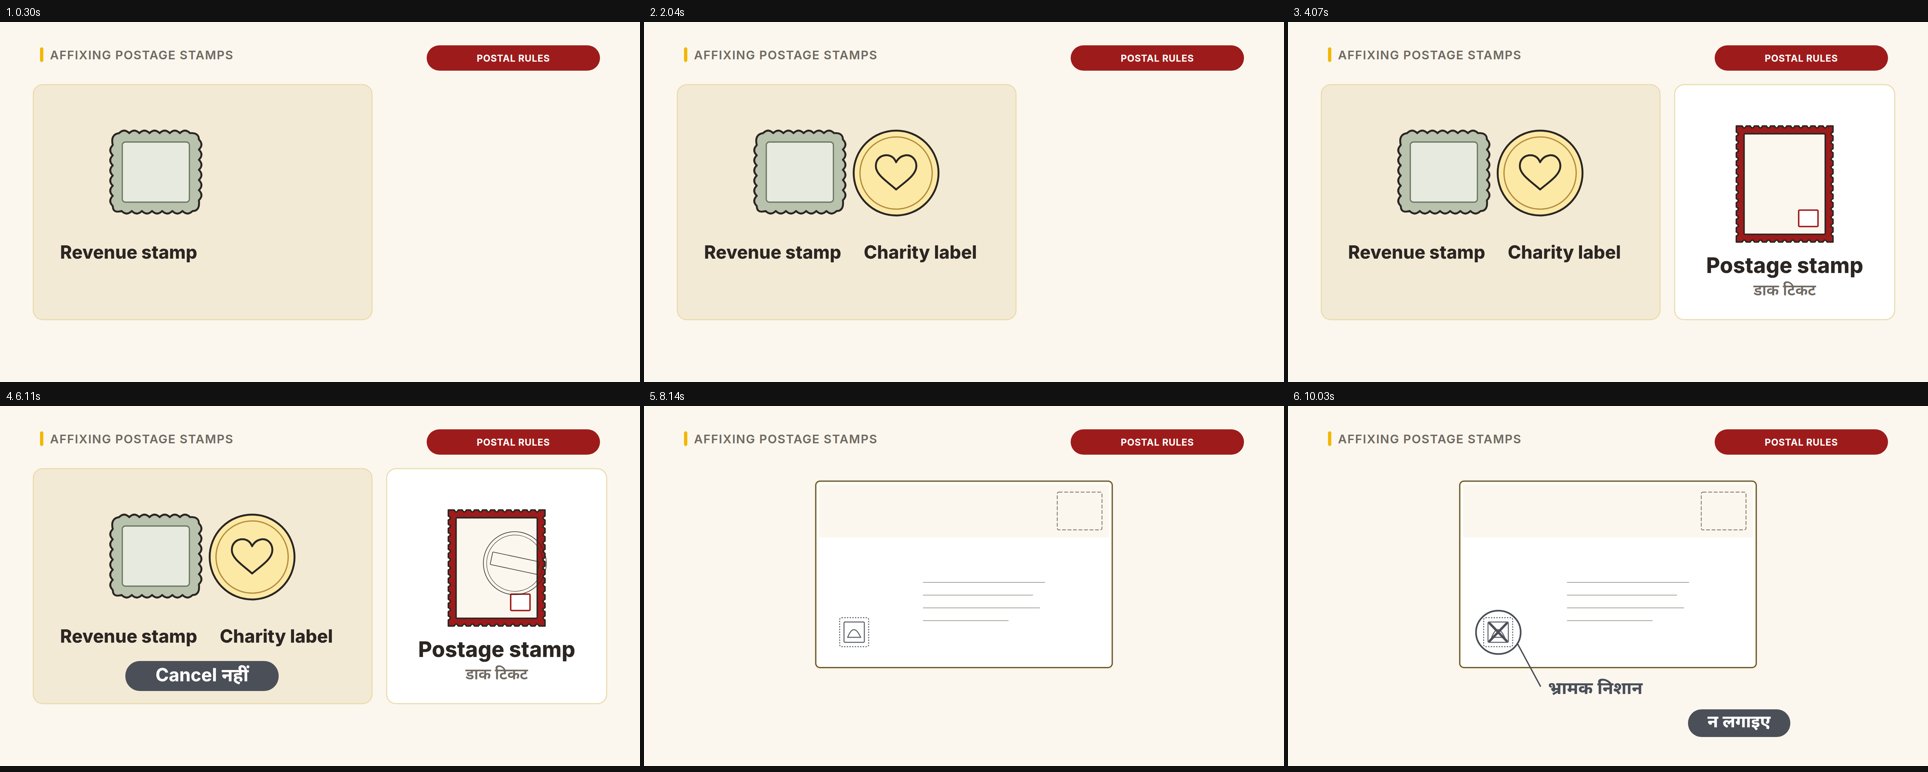 1. 0.30s
AFFIXING POSTAGE STAMPS
POSTAL RULES
Revenue stamp
2. 2.04s
AFFIXING POSTAGE STAMPS
POSTAL RULES
Revenue stamp
Charity label
3. 4.07s
AFFIXING POSTAGE STAMPS
POSTAL RULES
Revenue stamp
Charity label
Postage stamp
डाक टिकट
4. 6.11s
AFFIXING POSTAGE STAMPS
POSTAL RULES
Revenue stamp
Charity label
Cancel नहीं
Postage stamp
डाक टिकट
5. 8.14s
AFFIXING POSTAGE STAMPS
POSTAL RULES
6. 10.03s
AFFIXING POSTAGE STAMPS
POSTAL RULES
भ्रामक निशान
न लगाइए